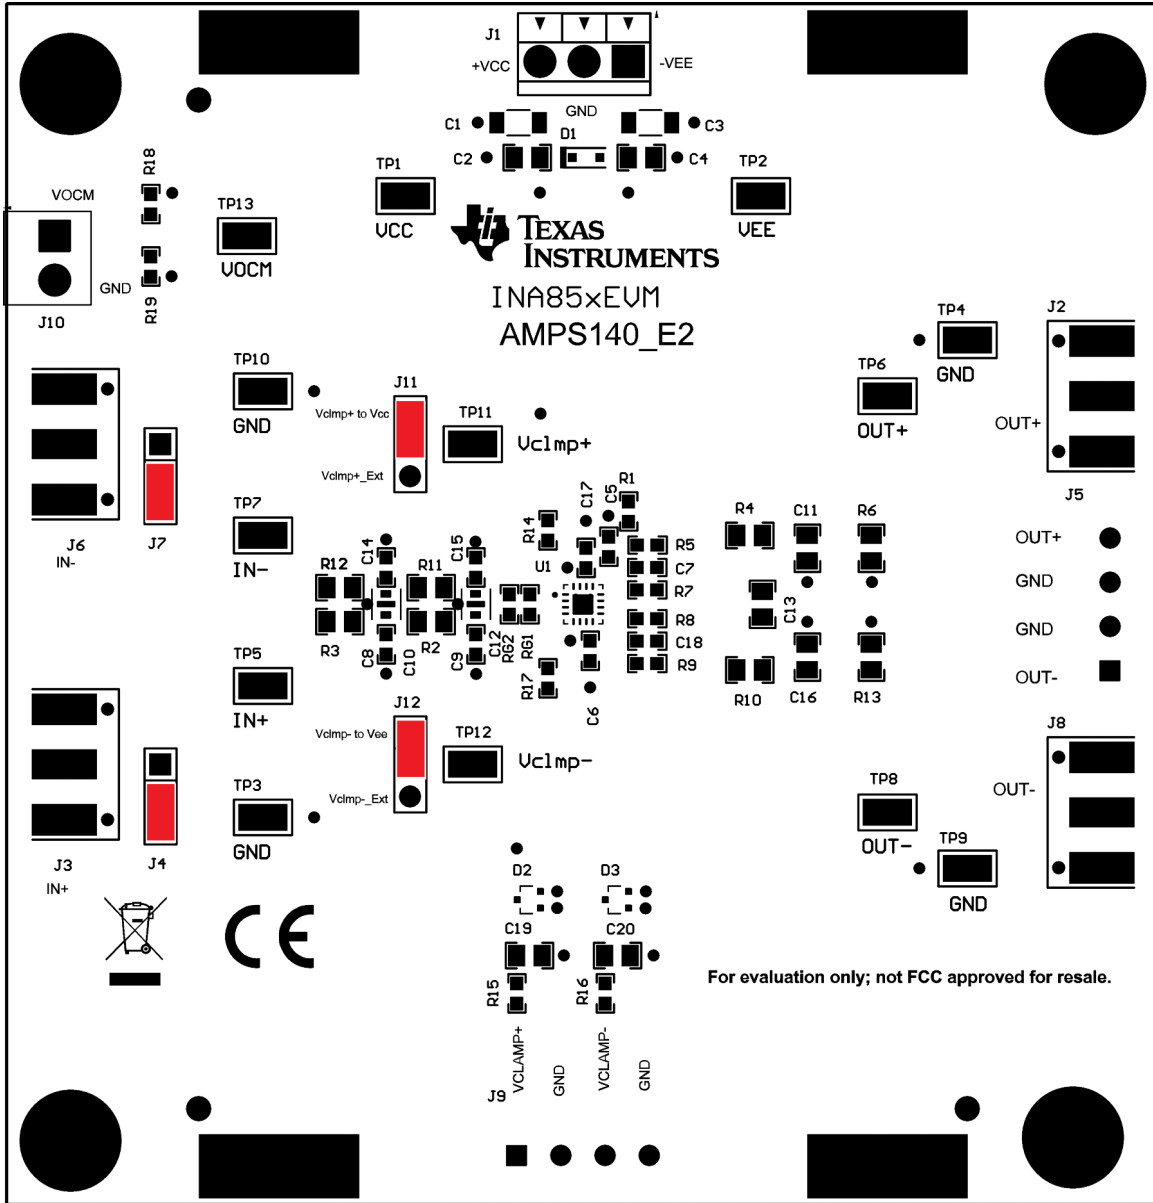 J1
+VCC
-VEE
GND
C1
C3
D1
C2
C4
R18
TP1
TP2
VOCM
TP13
VCC
VEE
TEXAS
INSTRUMENTS
VOCM
GND
R19
INA85xEVM
J10
AMPS140_E2
TP4
J2
TP10
TP6
GND
J11
Vclmp+ to Vcc
TP11
GND
OUT+
OUT+
Vclmp+
Vclmp+_Ext
R1
J5
TP7
C17
C5
R14
R4
C11
R6
J6
J7
IN-
IN-
C14
C15
U1
R5
OUT+
R12
R11
C7
GND
R7
R8
C13
GND
R3
C8
C10
R2
C9
C12
RG2
RG1
C18
TP5
R17
R9
OUT-
IN+
J12
C6
R10
C16
R13
Vclmp- to Vee
TP12
Vclmp-
J8
Vclmp-_Ext
TP3
TP8
OUT-
J3
J4
GND
OUT-
TP9
IN+
D2
D3
GND
CE
C19
C20
For evaluation only; not FCC approved for resale.
R15
R16
VCLAMP+
GND
VCLAMP-
GND
J9